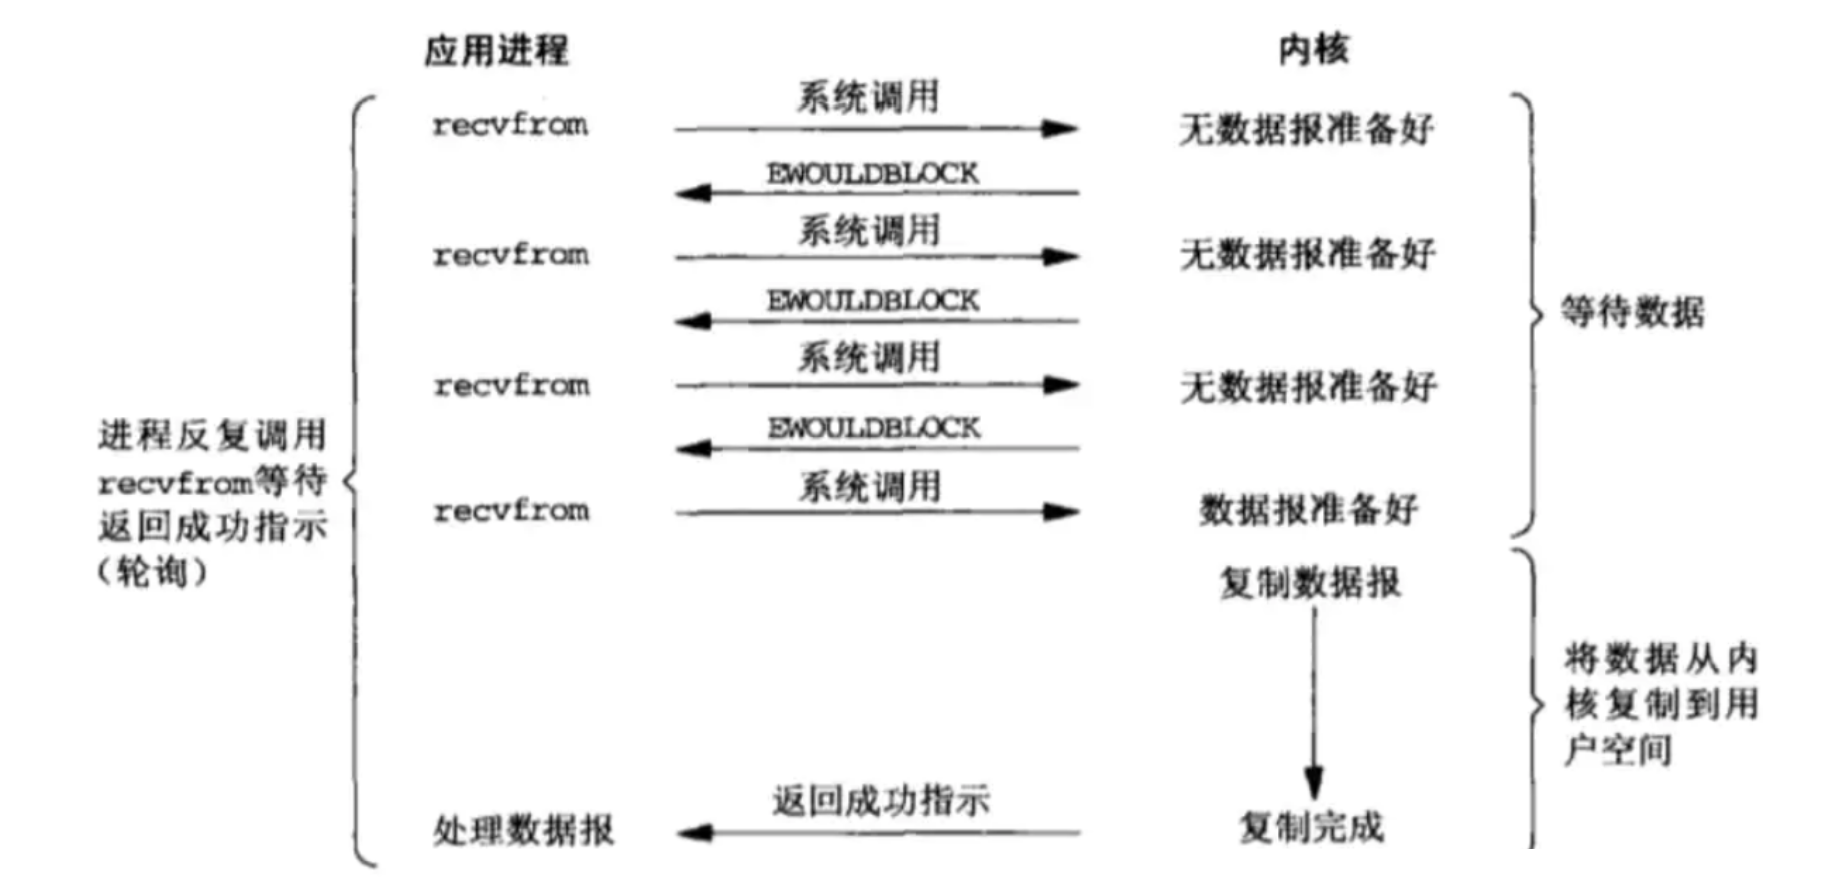 应用进程
内核
系统调用
recvfrom
无数据报准备好
EWOULDBLOCK
系统调用
recvfrom
无数据报准备好
EWOULDBLOCK
等待数据
系统调用
recvfrom
无数据报准备好
EWOULDBLOCK
进程反复调用
recvfrom等待
返回成功指示
(轮询)
系统调用
recvfrom
数据报准备好
复制数据报
将数据从内
核复制到用
户空间
返回成功指示
处理数据报
复制完成